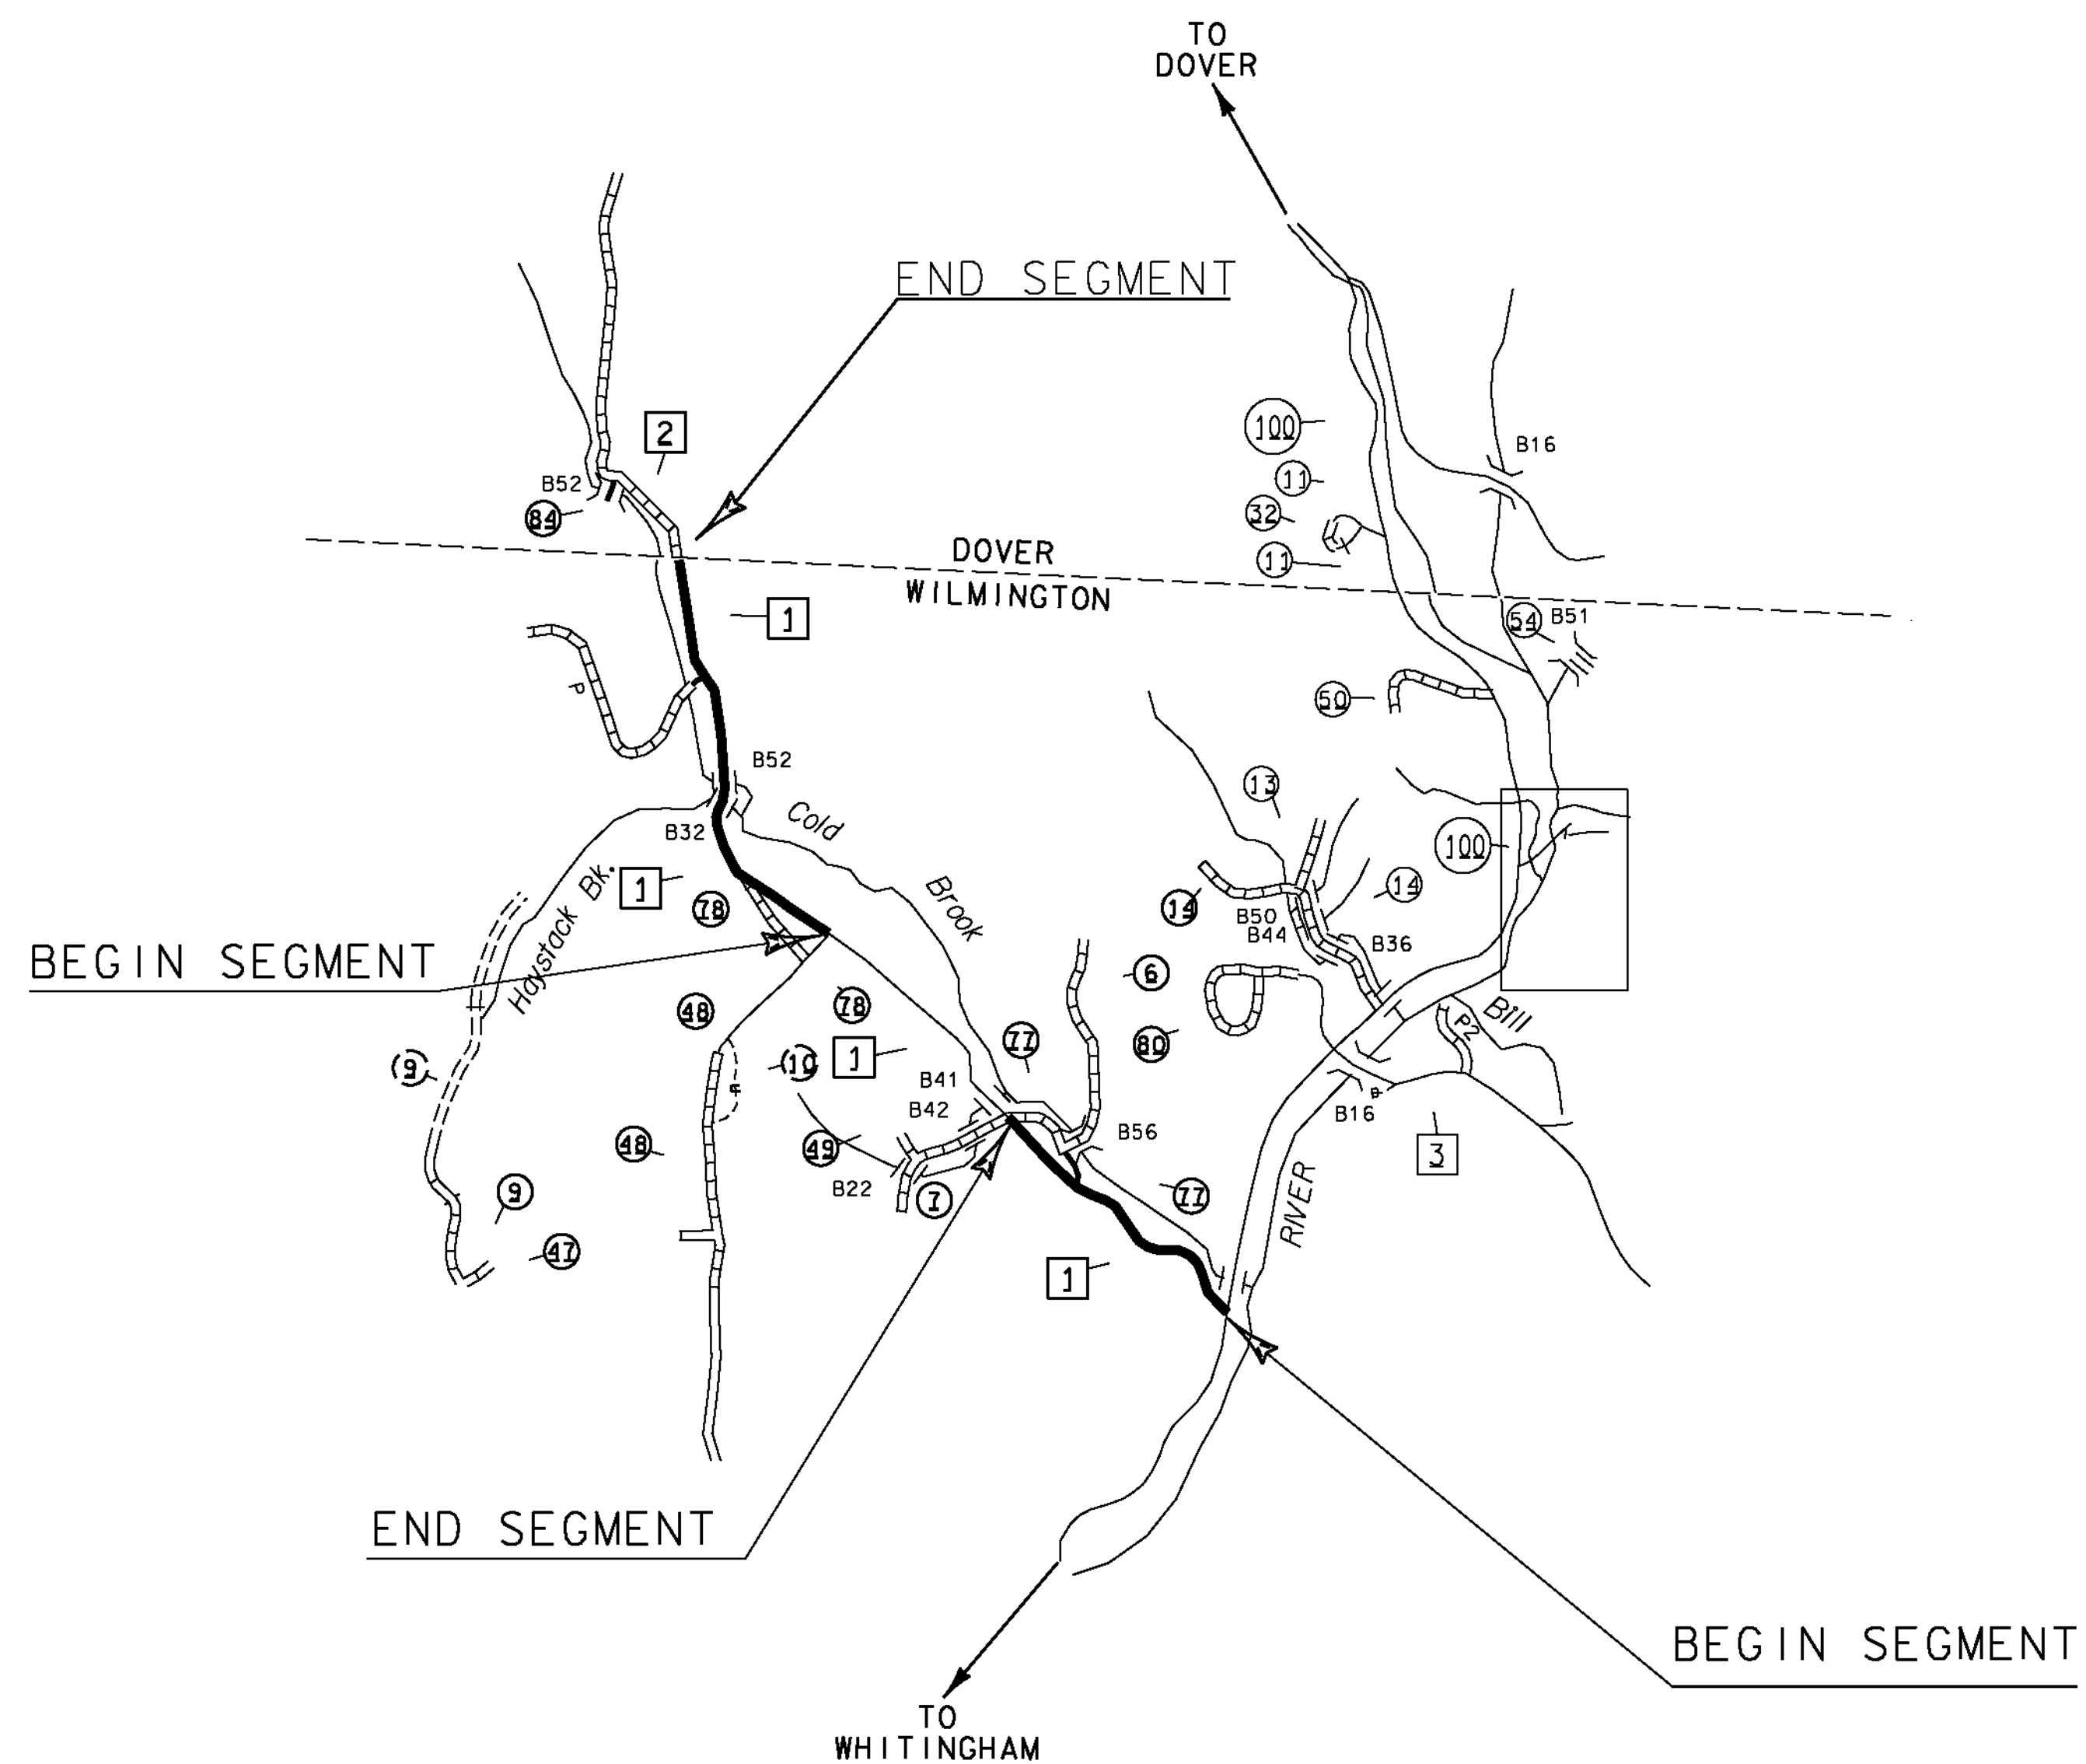 TO
DOVER
END SEGMENT
2
100
B16
B52
11
84
32
DOVER
11
WILMINGTON
1
54
B51
P
50
B52
13
Cold
B32
100
Haystack Bk.
1
78
Brook
14
14
B50
B44
B36
BEGIN SEGMENT
6
48
78
Bill
P2
77
80
1
9
10
B41
B42
B16
B56
48
49
3
B22
7
9
77
RIVER
47
1
END SEGMENT
BEGIN SEGMENT
TO
WHITINGHAM